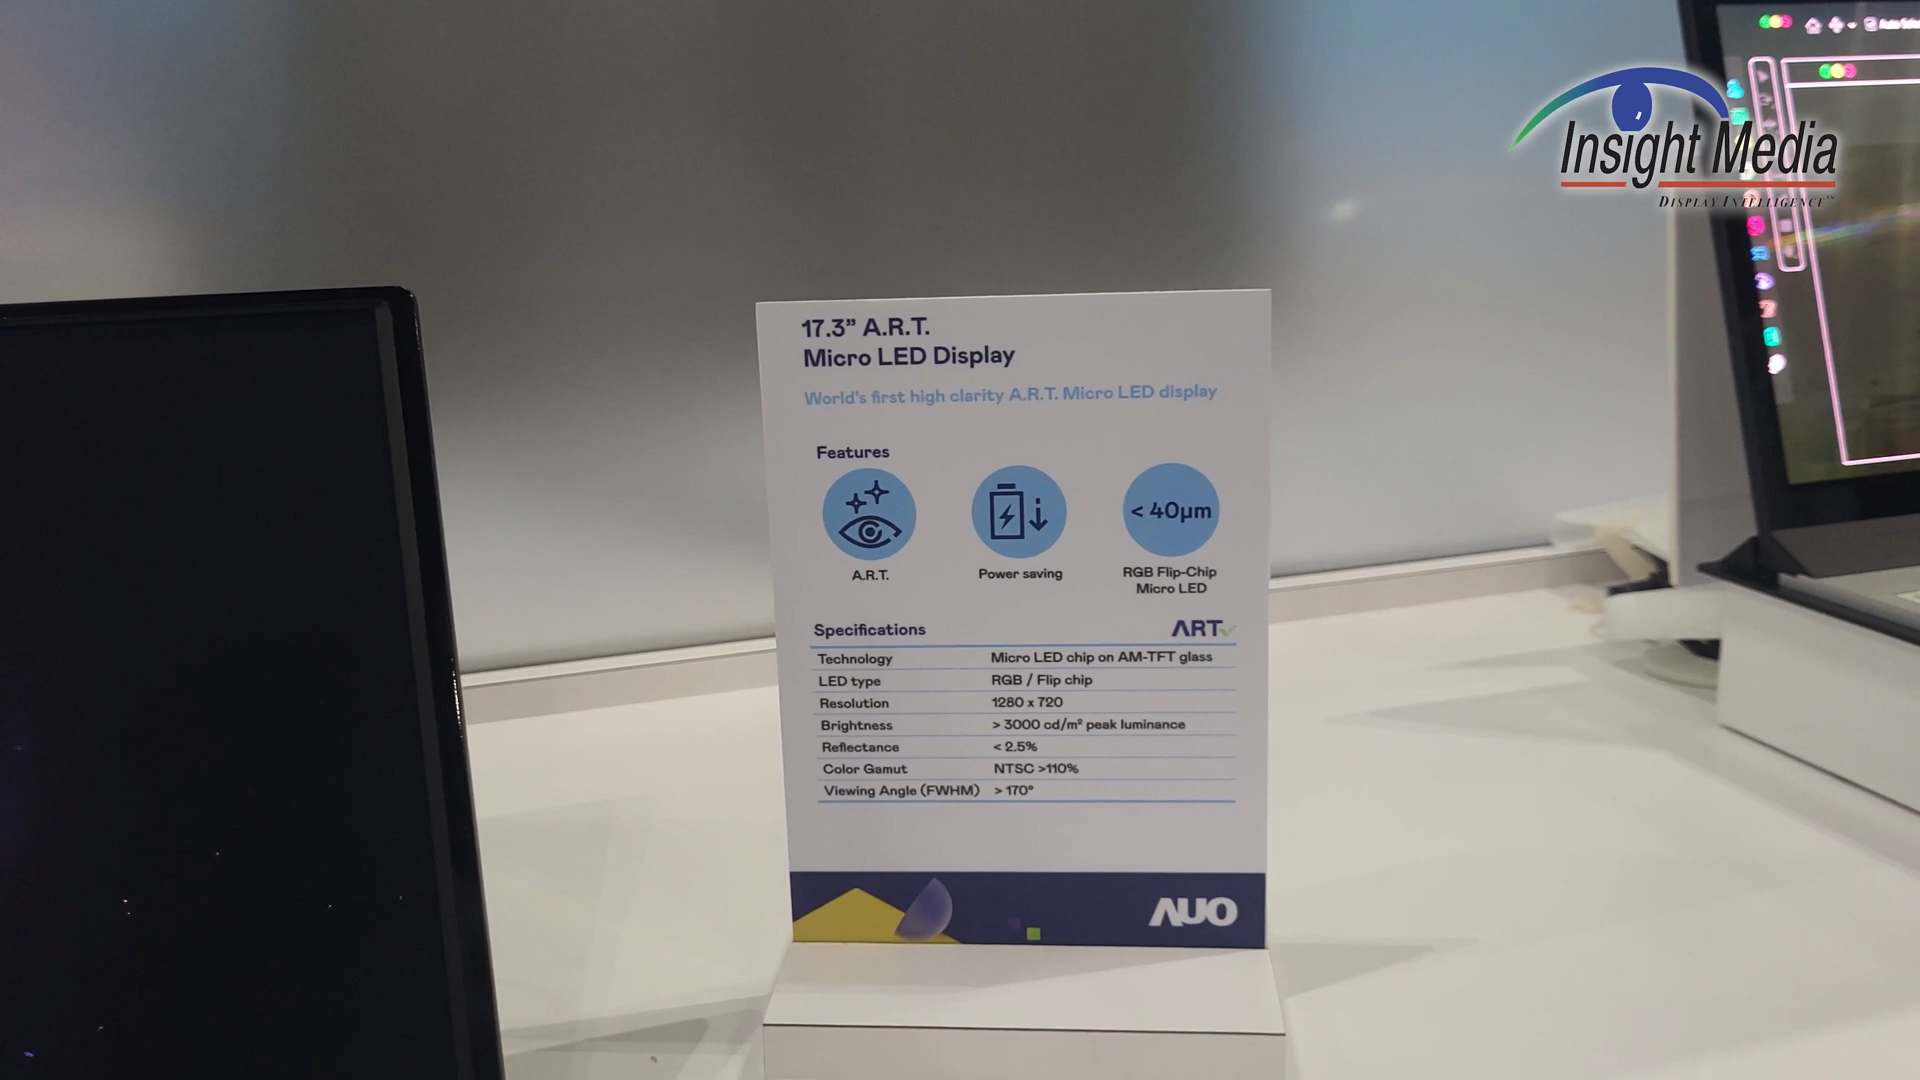 Insight Media
DISPLAY INTELLIGENCE™
17.3” A.R.T.
Micro LED Display
World's first high clarity A.R.T. Micro LED display
Features
< 40μm
A.R.T.
Power saving
RGB Flip-Chip
Micro LED
Specifications
ART
Technology Micro LED chip on AM-TFT glass
LED type RGB / Flip chip
Resolution 1280 x 720
Brightness > 3000 cd/m² peak luminance
Reflectance < 2.5%
Color Gamut NTSC >110%
Viewing Angle (FWHM) > 170°
AUO